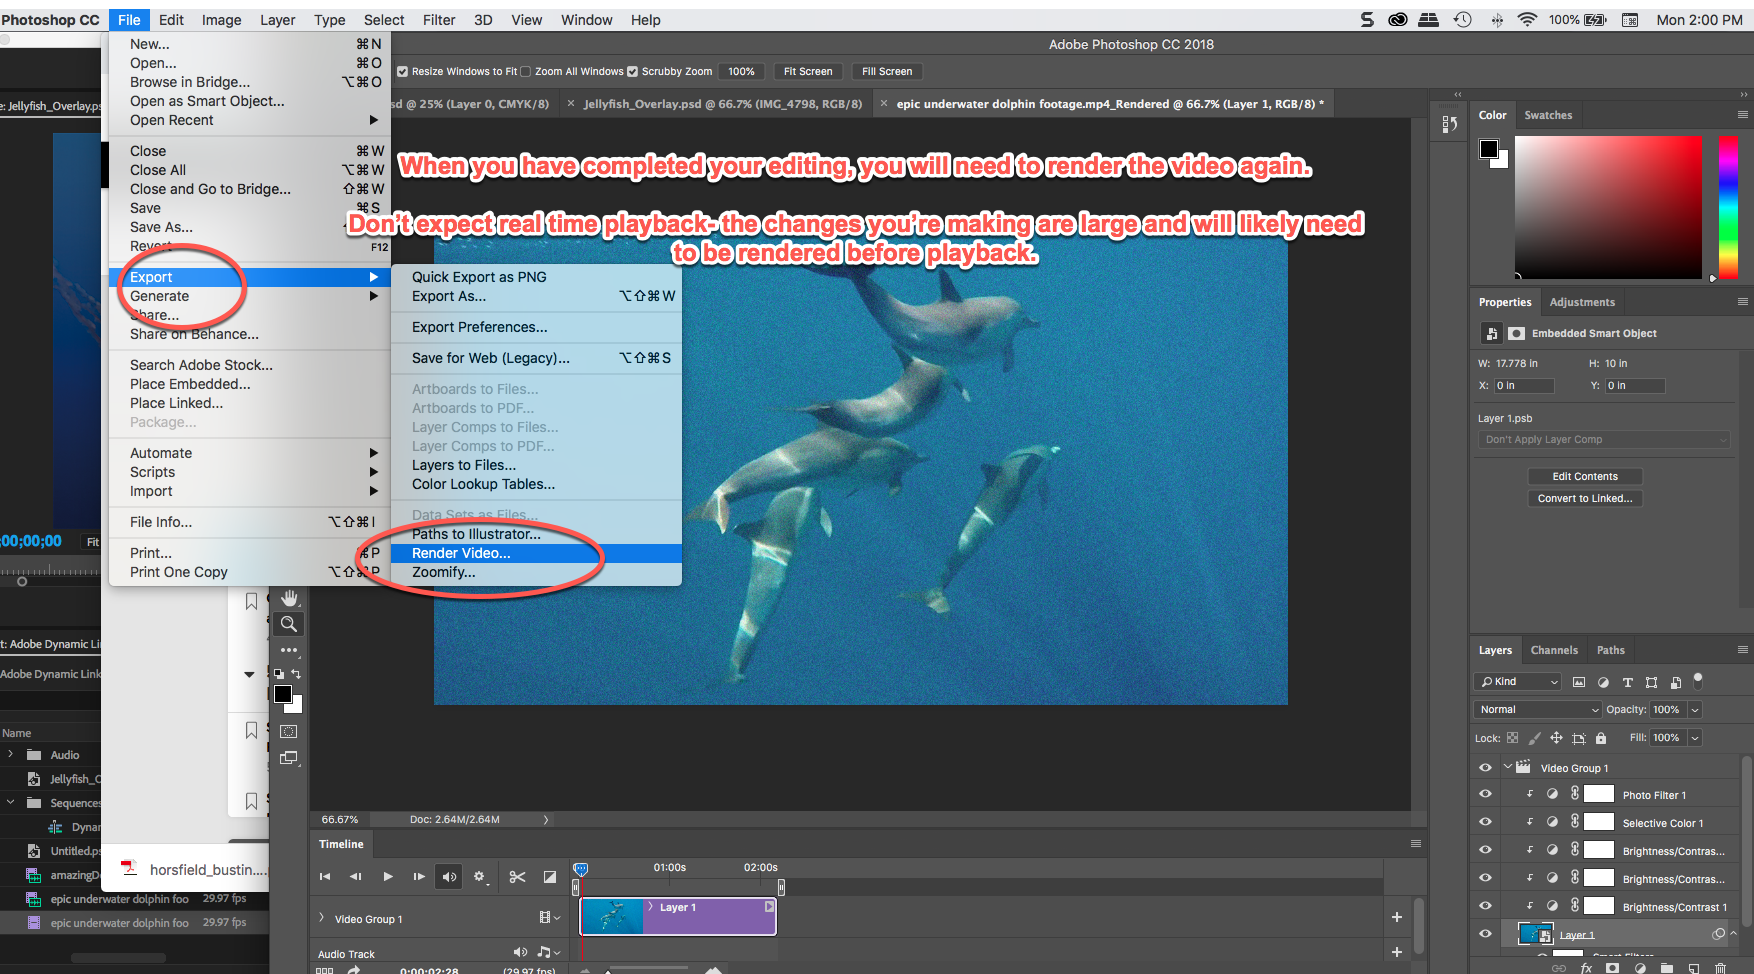 Photoshop CC File Edit Image Layer Type Select Filter 3D View Window Help 100% Mon 2:00 PM
Adobe Photoshop CC 2018
Resize Windows to Fit Zoom All Windows Scrubby Zoom 100% Fit Screen Fill Screen
sd @ 25% (Layer 0, CMYK/8) × Jellyfish_Overlay.psd @ 66.7% (IMG_4798, RGB/8) × epic underwater dolphin footage.mp4_Rendered @ 66.7% (Layer 1, RGB/8) *
e: Jellyfish_Overlay.ps
New... ⌘N
Open... ⌘O
Browse in Bridge... ⌥⌘O
Open as Smart Object...
Open Recent
Close ⌘W
Close All ⌥⌘W
Close and Go to Bridge... ⇧⌘W
Save ⌘S
Save As...
Revert F12
Export
Generate
Share...
Share on Behance...
Search Adobe Stock...
Place Embedded...
Place Linked...
Package...
Automate
Scripts
Import
File Info... ⌥⇧⌘I
Print... ⌘P
Print One Copy ⌥⇧⌘P
When you have completed your editing, you will need to render the video again.
Don't expect real time playback- the changes you're making are large and will likely need
to be rendered before playback.
Quick Export as PNG
Export As... ⌥⇧⌘W
Export Preferences...
Save for Web (Legacy)... ⌥⇧⌘S
Artboards to Files...
Artboards to PDF...
Layer Comps to Files...
Layer Comps to PDF...
Layers to Files...
Color Lookup Tables...
Data Sets as Files...
Paths to Illustrator...
Render Video...
Zoomify...
Color Swatches
Properties Adjustments
Embedded Smart Object
W: 17.778 in H: 10 in
X: 0 in Y: 0 in
Layer 1.psb
Don't Apply Layer Comp
Edit Contents
Convert to Linked...
Layers Channels Paths
Kind
Normal Opacity: 100%
Lock: Fill: 100%
Video Group 1
Photo Filter 1
Selective Color 1
Brightness/Contras...
Brightness/Contras...
Brightness/Contrast 1
Layer 1
Smart Filters
fx
;00;00;00 Fit
t: Adobe Dynamic Li
Adobe Dynamic Link
Name
Audio
Jellyfish_O
Sequences
Dynar
Untitled.ps
amazingD
epic underwater dolphin foo 29.97 fps
epic underwater dolphin foo 29.97 fps
horsfield_bustin....
66.67% Doc: 2.64M/2.64M
Timeline
01:00s 02:00s
Video Group 1
Layer 1
Audio Track
0:00:02:28 (29.97 fps)